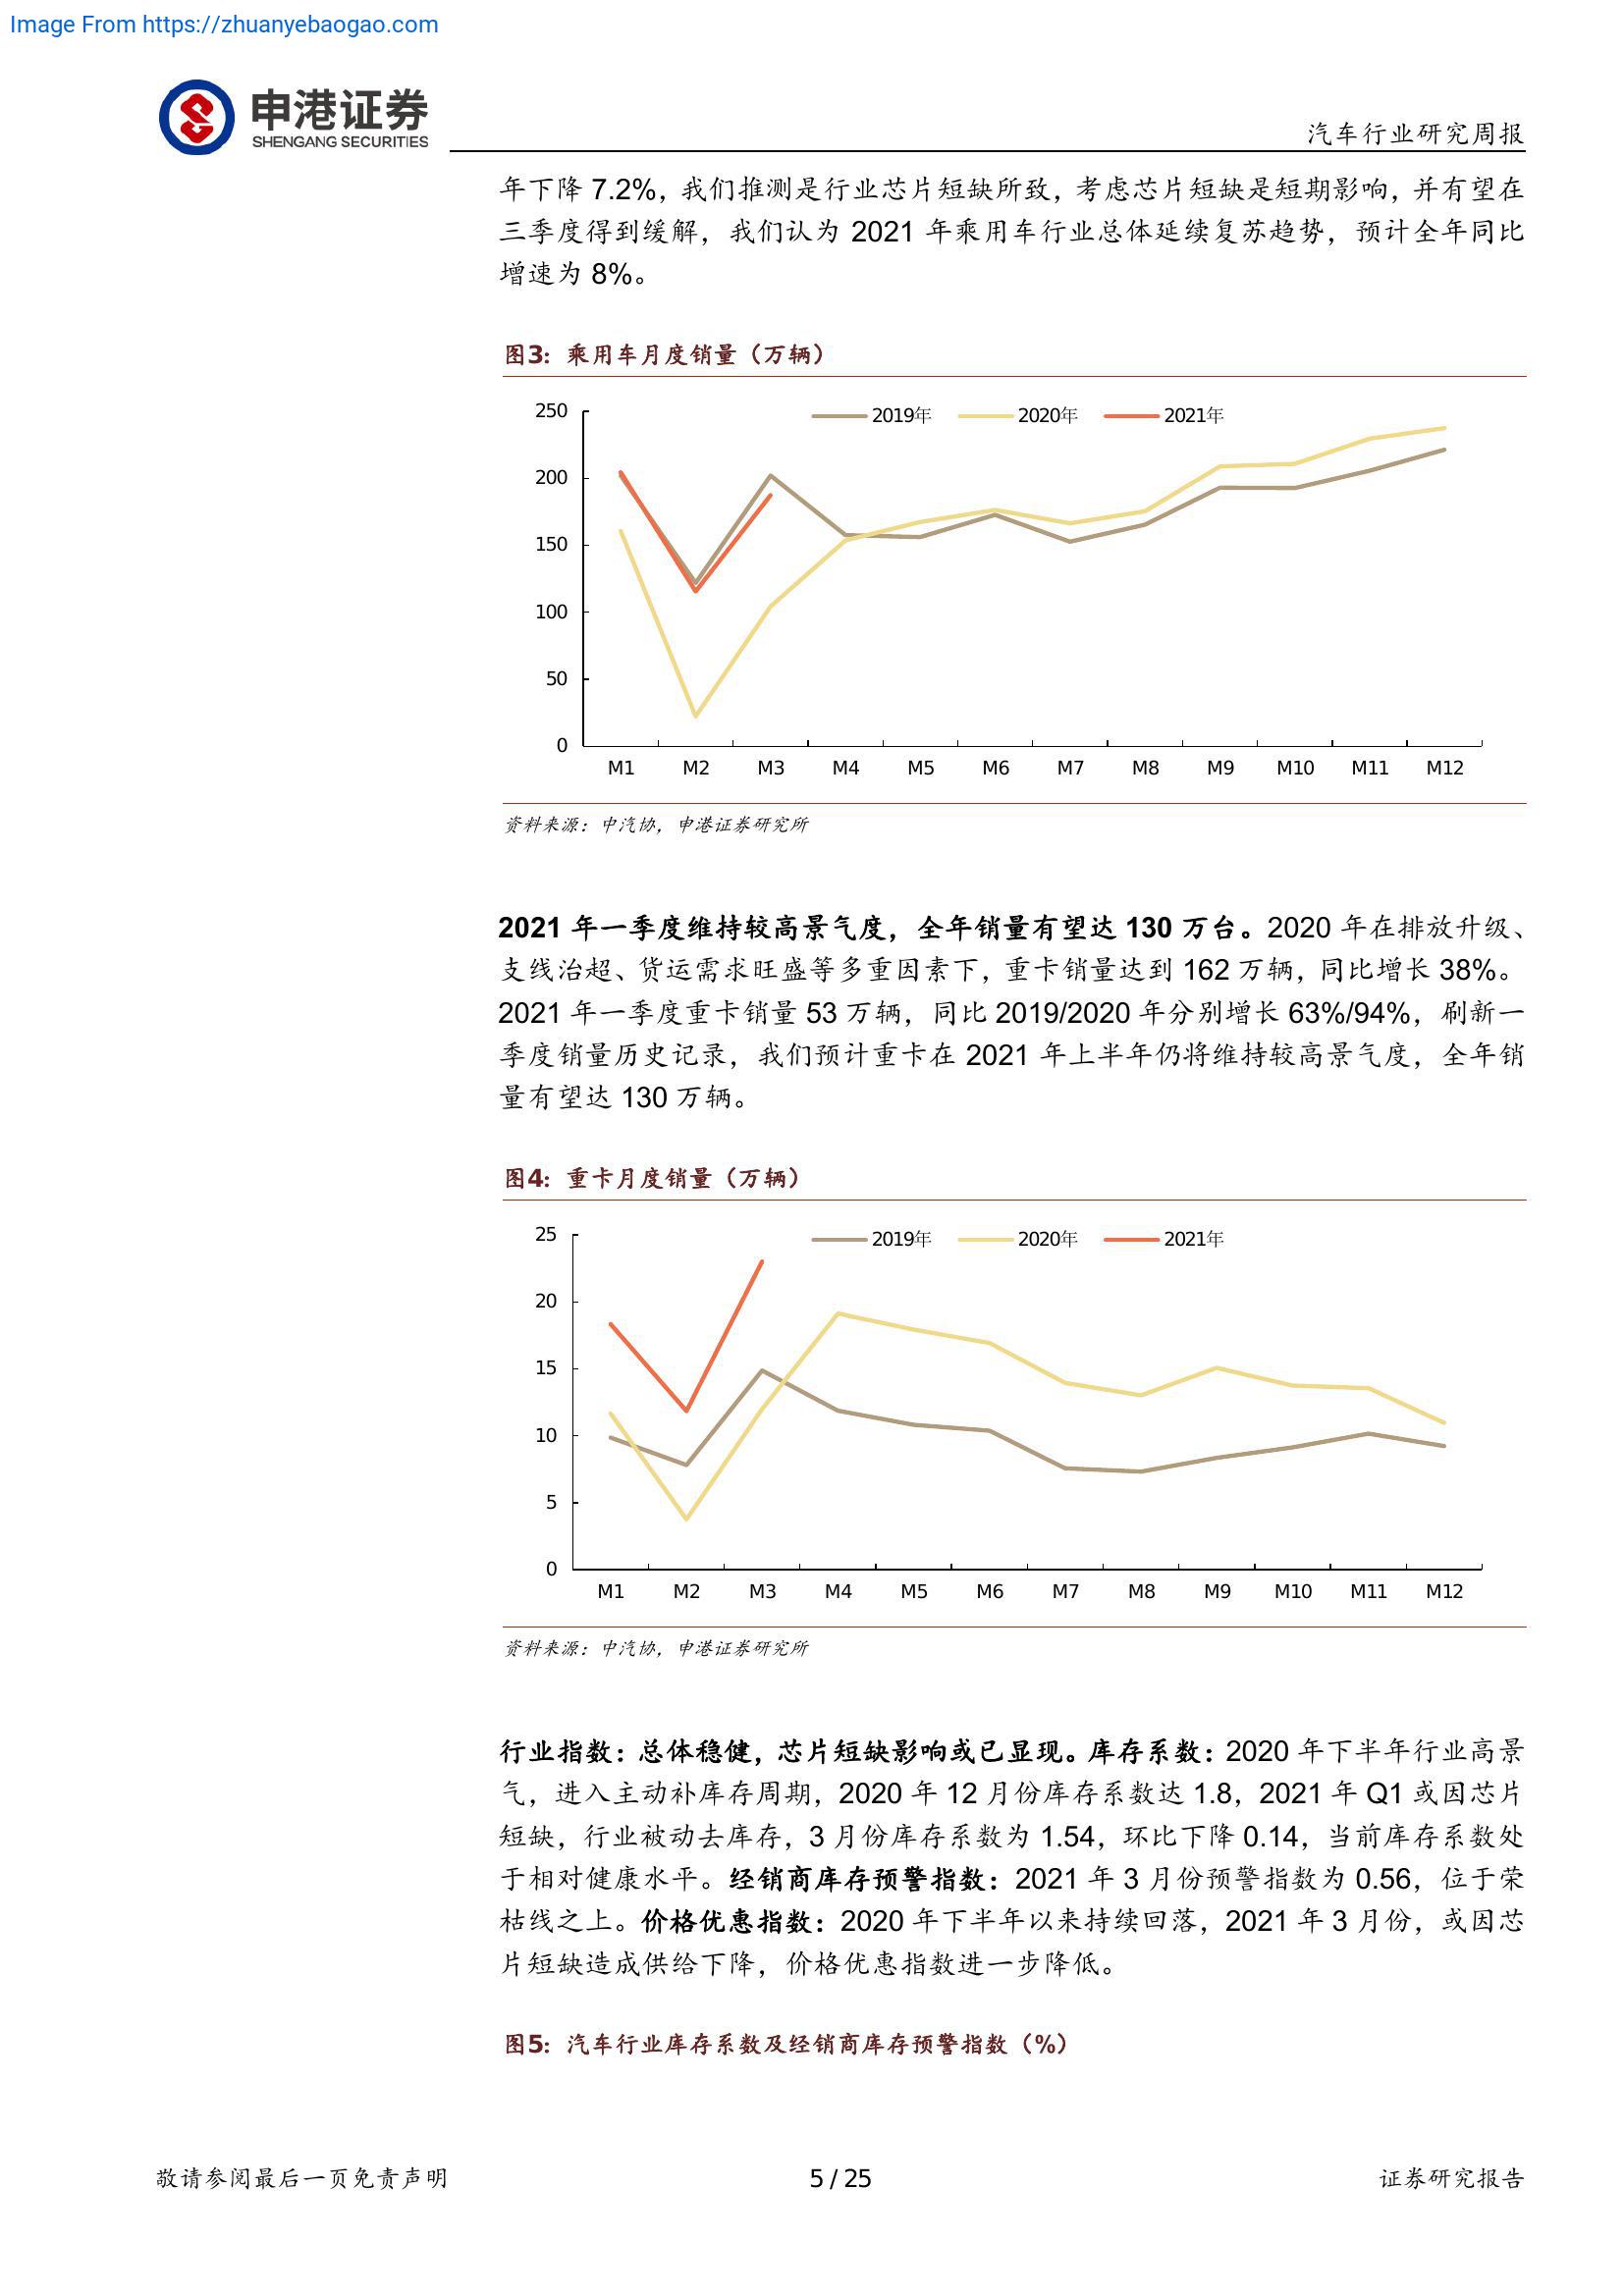 Image From https://zhuanyebaogao.com
申港证券
SHENGANG SECURITIES
汽车行业研究周报
年下降 7.2%，我们推测是行业芯片短缺所致，考虑芯片短缺是短期影响，并有望在
三季度得到缓解，我们认为 2021 年乘用车行业总体延续复苏趋势，预计全年同比
增速为 8%。
图3：乘用车月度销量（万辆）
2019年 2020年 2021年
250
200
150
100
50
0
M1 M2 M3 M4 M5 M6 M7 M8 M9 M10 M11 M12
资料来源：中汽协，申港证券研究所
2021 年一季度维持较高景气度，全年销量有望达 130 万台。2020 年在排放升级、
支线治超、货运需求旺盛等多重因素下，重卡销量达到 162 万辆，同比增长 38%。
2021 年一季度重卡销量 53 万辆，同比 2019/2020 年分别增长 63%/94%，刷新一
季度销量历史记录，我们预计重卡在 2021 年上半年仍将维持较高景气度，全年销
量有望达 130 万辆。
图4：重卡月度销量（万辆）
2019年 2020年 2021年
25
20
15
10
5
0
M1 M2 M3 M4 M5 M6 M7 M8 M9 M10 M11 M12
资料来源：中汽协，申港证券研究所
行业指数：总体稳健，芯片短缺影响或已显现。库存系数：2020 年下半年行业高景
气，进入主动补库存周期，2020 年 12 月份库存系数达 1.8，2021 年 Q1 或因芯片
短缺，行业被动去库存，3 月份库存系数为 1.54，环比下降 0.14，当前库存系数处
于相对健康水平。经销商库存预警指数：2021 年 3 月份预警指数为 0.56，位于荣
枯线之上。价格优惠指数：2020 年下半年以来持续回落，2021 年 3 月份，或因芯
片短缺造成供给下降，价格优惠指数进一步降低。
图5：汽车行业库存系数及经销商库存预警指数（%）
敬请参阅最后一页免责声明
5 / 25
证券研究报告